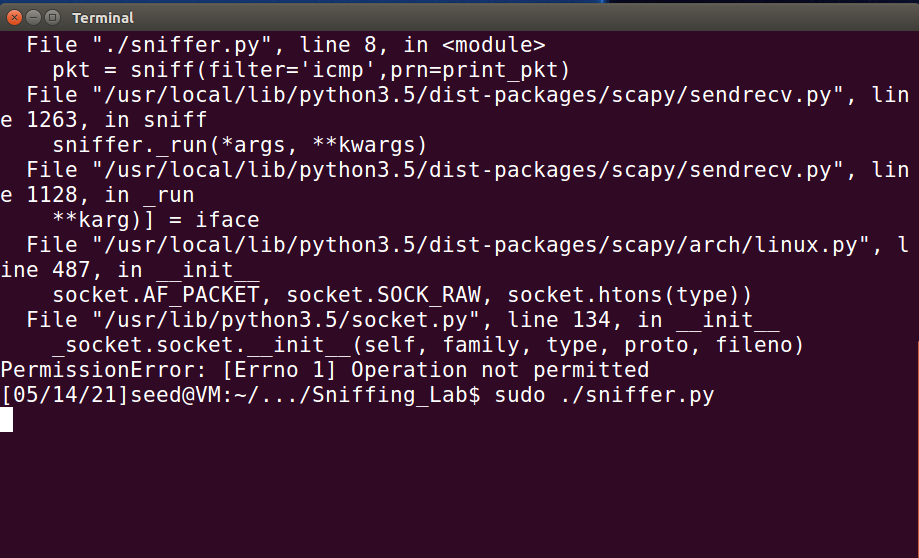 Terminal
File "./sniffer.py", line 8, in <module>
pkt = sniff(filter='icmp',prn=print_pkt)
File "/usr/local/lib/python3.5/dist-packages/scapy/sendrecv.py", lin
e 1263, in sniff
sniffer._run(*args, **kwargs)
File "/usr/local/lib/python3.5/dist-packages/scapy/sendrecv.py", lin
e 1128, in _run
**karg)] = iface
File "/usr/local/lib/python3.5/dist-packages/scapy/arch/linux.py", l
ine 487, in __init__
socket.AF_PACKET, socket.SOCK_RAW, socket.htons(type))
File "/usr/lib/python3.5/socket.py", line 134, in __init__
_socket.socket.__init__(self, family, type, proto, fileno)
PermissionError: [Errno 1] Operation not permitted
[05/14/21]seed@VM:~/.../Sniffing_Lab$ sudo ./sniffer.py